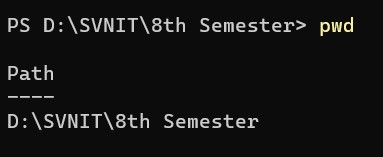 PS D:\SVNIT\8th Semester> pwd
Path
----
D:\SVNIT\8th Semester